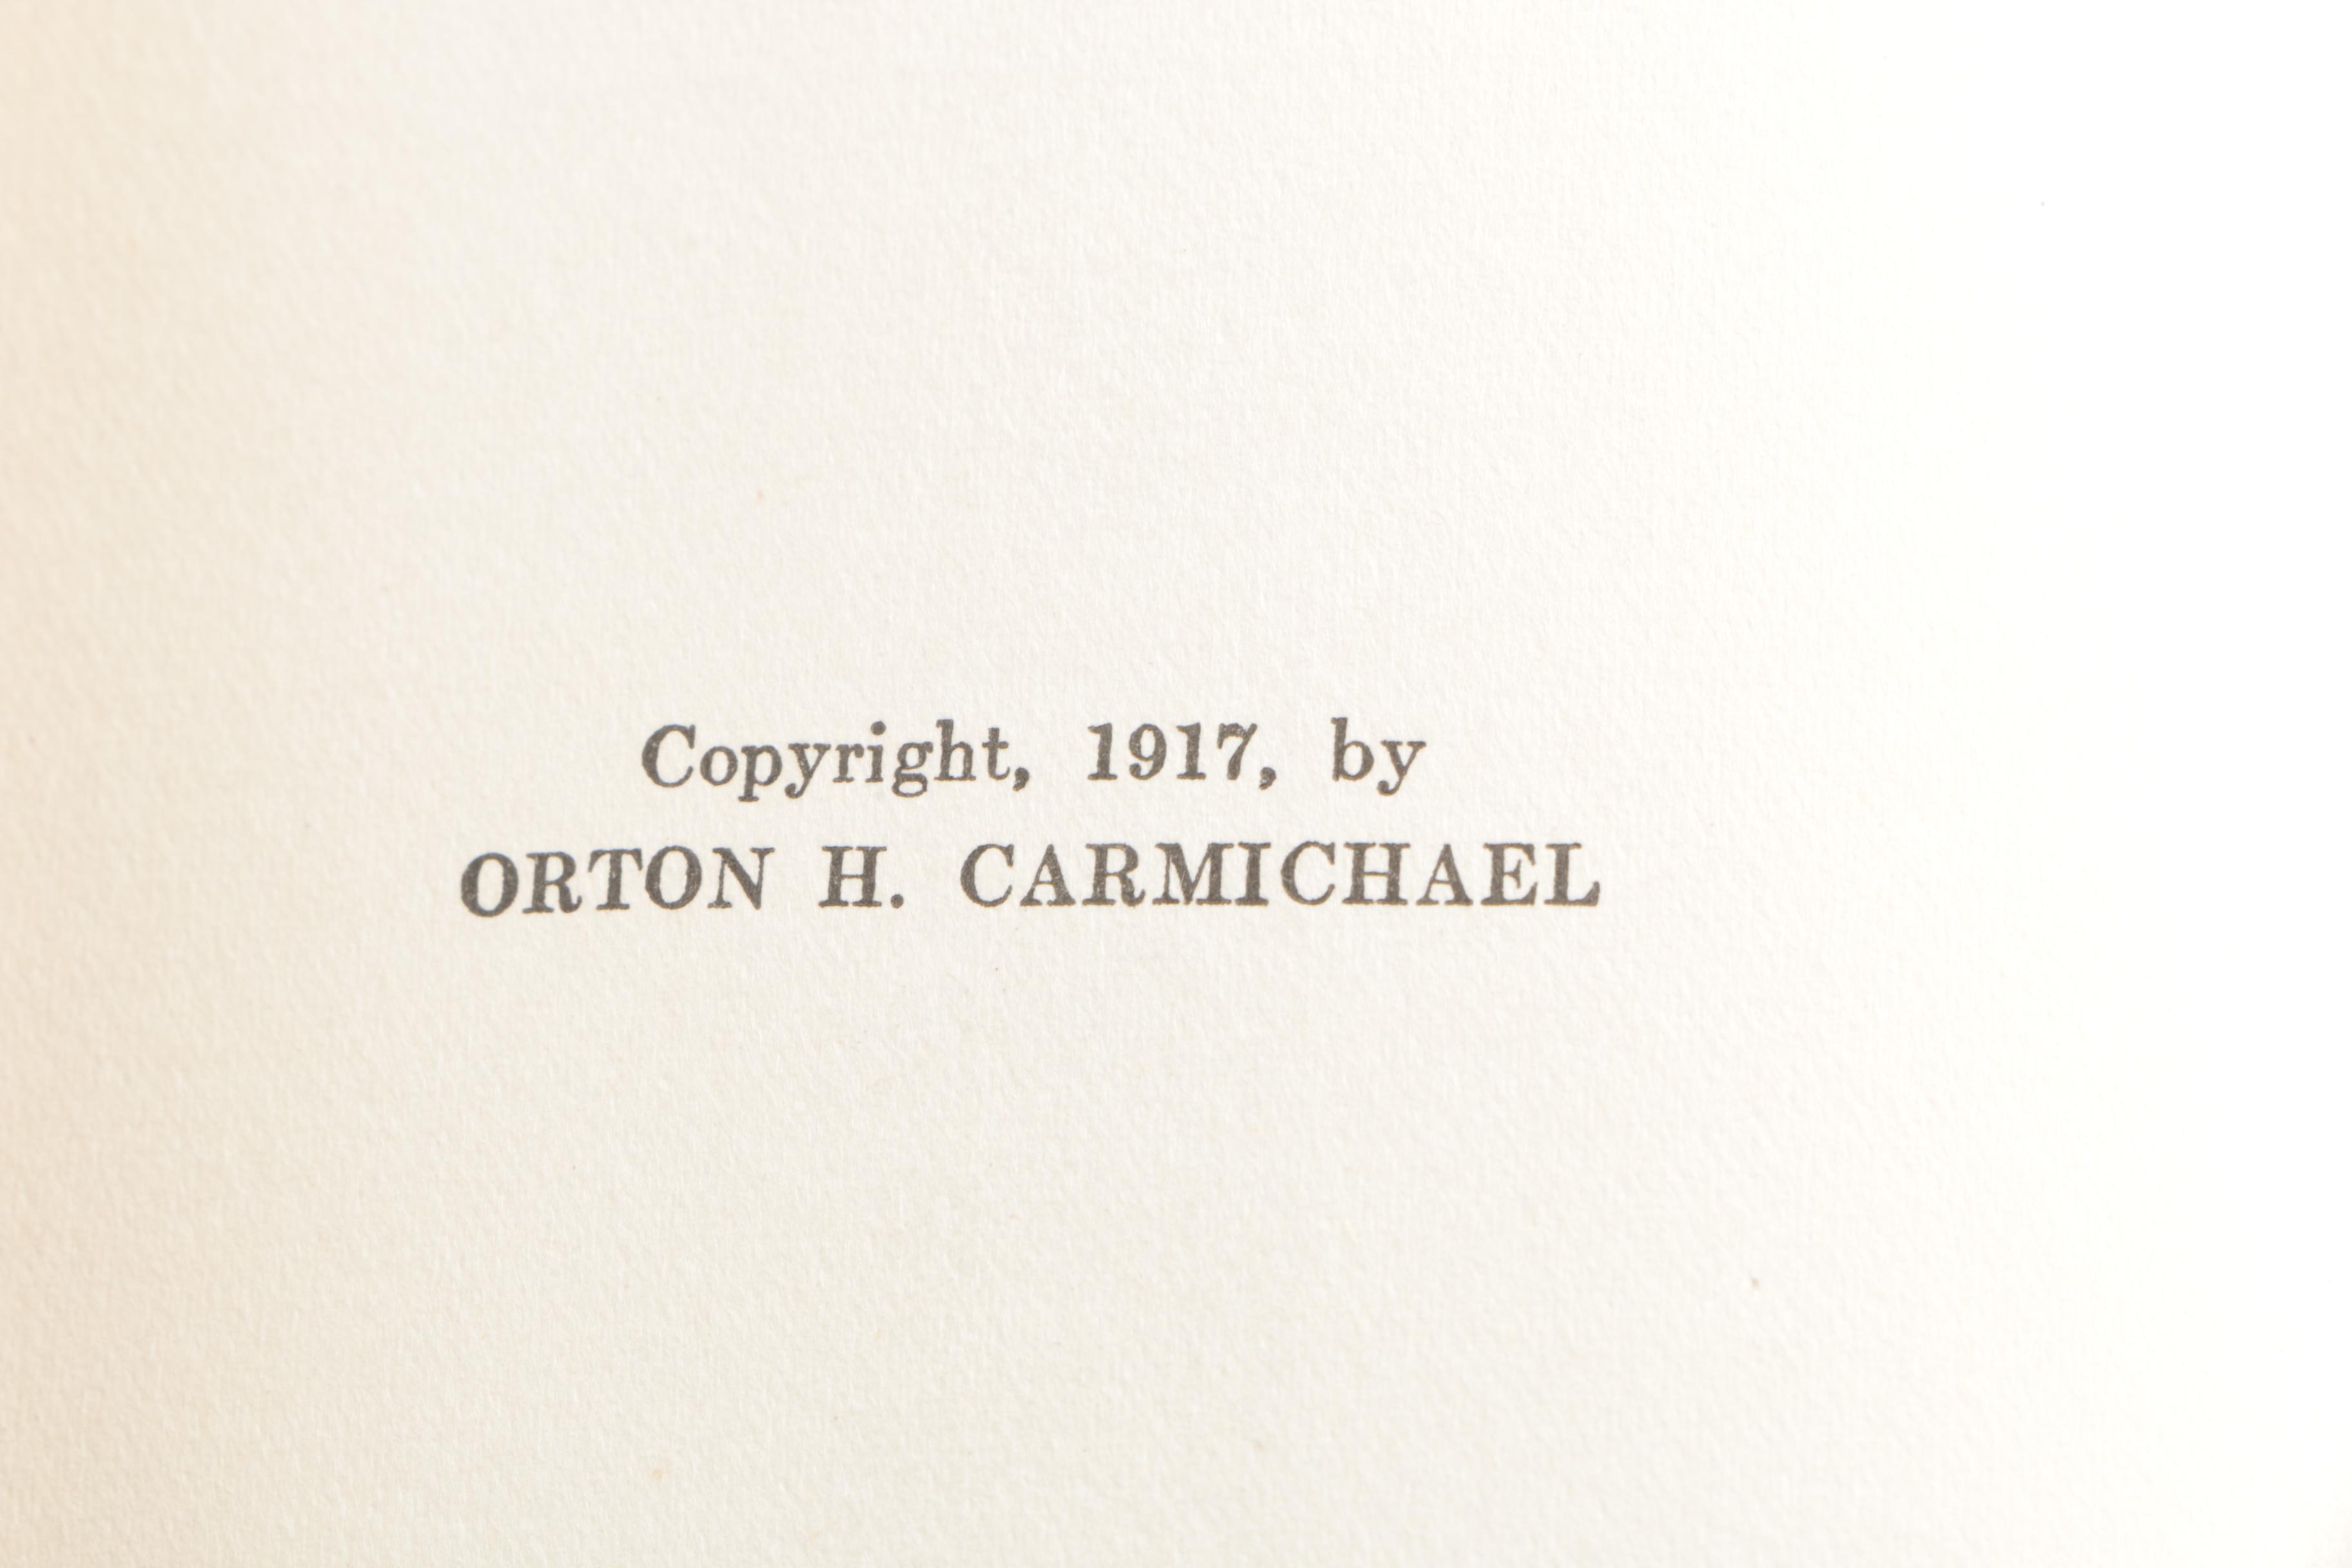 Copyright, 1917, by
ORTON H. CARMICHAEL